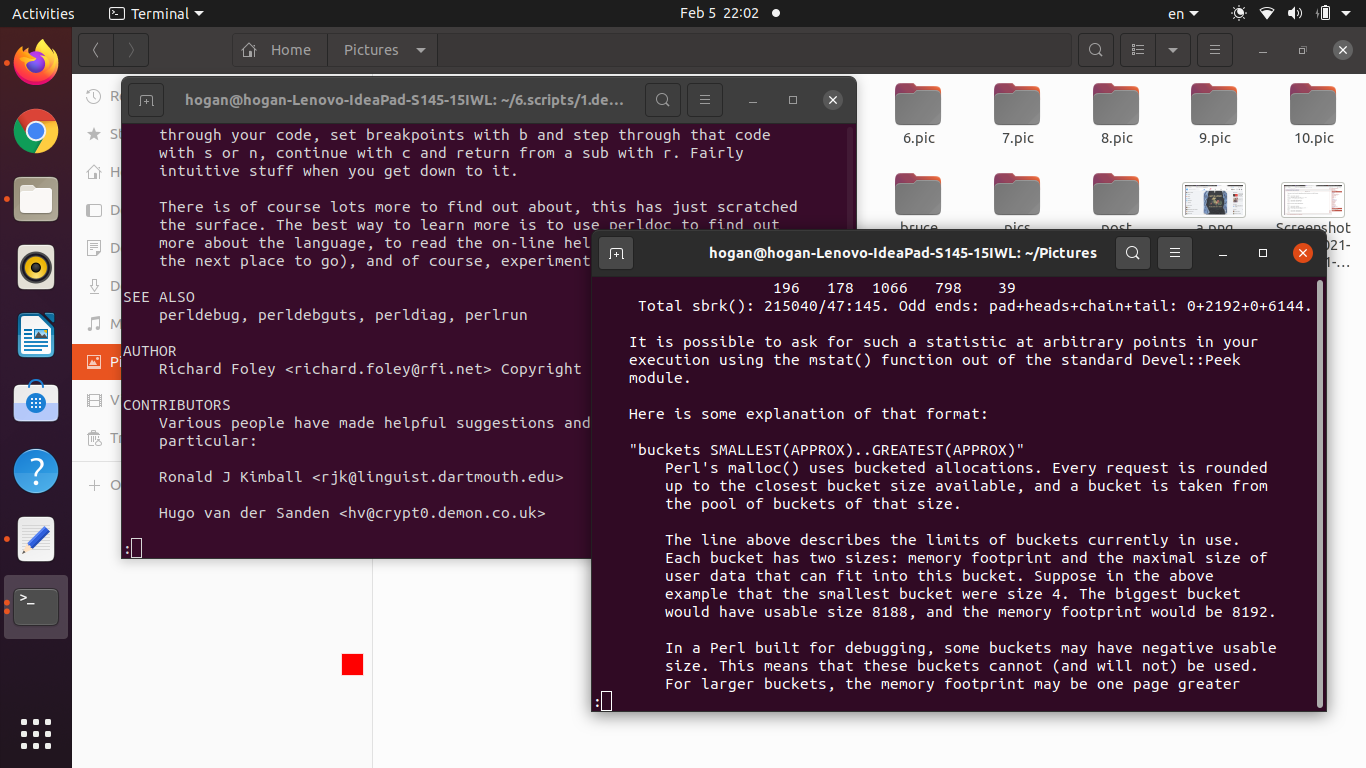 Activities
Terminal
Feb 5 22:02
en
Home
Pictures
hogan@hogan-Lenovo-IdeaPad-S145-15IWL: ~/6.scripts/1.de...
through your code, set breakpoints with b and step through that code
with s or n, continue with c and return from a sub with r. Fairly
intuitive stuff when you get down to it.
There is of course lots more to find out about, this has just scratched
the surface. The best way to learn more is to use perldoc to find out
more about the language, to read the on-line hel
the next place to go), and of course, experiment
SEE ALSO
perldebug, perldebguts, perldiag, perlrun
AUTHOR
Richard Foley <richard.foley@rfi.net> Copyright
CONTRIBUTORS
Various people have made helpful suggestions and
particular:
Ronald J Kimball <rjk@linguist.dartmouth.edu>
Hugo van der Sanden <hv@crypt0.demon.co.uk>
:
6.pic
7.pic
8.pic
9.pic
10.pic
bruce
pics
post
a.png
Screenshot
hogan@hogan-Lenovo-IdeaPad-S145-15IWL: ~/Pictures
196 178 1066 798 39
Total sbrk(): 215040/47:145. Odd ends: pad+heads+chain+tail: 0+2192+0+6144.
It is possible to ask for such a statistic at arbitrary points in your
execution using the mstat() function out of the standard Devel::Peek
module.
Here is some explanation of that format:
"buckets SMALLEST(APPROX)..GREATEST(APPROX)"
Perl's malloc() uses bucketed allocations. Every request is rounded
up to the closest bucket size available, and a bucket is taken from
the pool of buckets of that size.
The line above describes the limits of buckets currently in use.
Each bucket has two sizes: memory footprint and the maximal size of
user data that can fit into this bucket. Suppose in the above
example that the smallest bucket were size 4. The biggest bucket
would have usable size 8188, and the memory footprint would be 8192.
In a Perl built for debugging, some buckets may have negative usable
size. This means that these buckets cannot (and will not) be used.
For larger buckets, the memory footprint may be one page greater
: